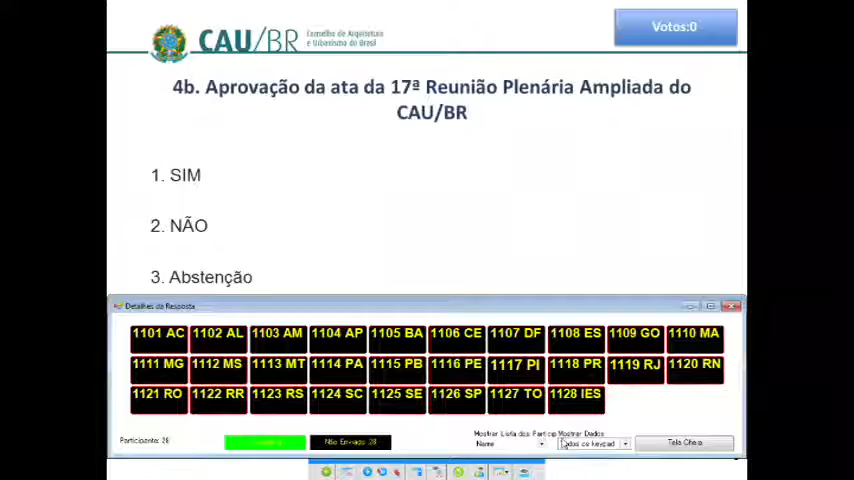 CAU/BR
Conselho de Arquitetura
e Urbanismo do Brasil
Votos:0
4b. Aprovação da ata da 17ª Reunião Plenária Ampliada do
CAU/BR
1. SIM
2. NÃO
3. Abstenção
Detalhes da Resposta
1101 AC 1102 AL 1103 AM 1104 AP 1105 BA 1106 CE 1107 DF 1108 ES 1109 GO 1110 MA
1111 MG 1112 MS 1113 MT 1114 PA 1115 PB 1116 PE 1117 PI 1118 PR 1119 RJ 1120 RN
1121 RO 1122 RR 1123 RS 1124 SC 1125 SE 1126 SP 1127 TO 1128 IES
Mostrar Lista dos Particip Mostrar Dados
Participante: 28 Não Enviado 28 Name Dados de keypad Tela Cheia